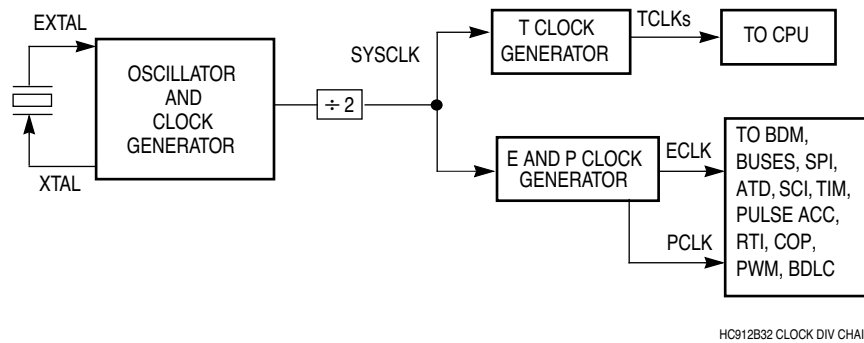 EXTAL
OSCILLATOR
AND
CLOCK
GENERATOR
XTAL
÷ 2
SYSCLK
T CLOCK
GENERATOR
TCLKs
TO CPU
E AND P CLOCK
GENERATOR
ECLK
PCLK
TO BDM,
BUSES, SPI,
ATD, SCI, TIM,
PULSE ACC,
RTI, COP,
PWM, BDLC
HC912B32 CLOCK DIV CHAI